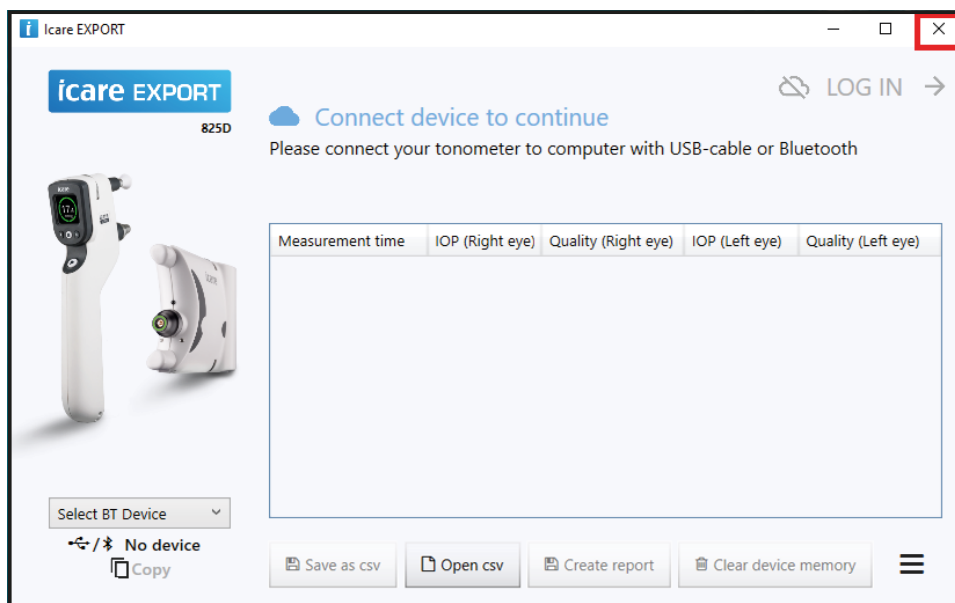 Icare EXPORT
icare EXPORT
825D
LOG IN
Connect device to continue
Please connect your tonometer to computer with USB-cable or Bluetooth
Measurement time IOP (Right eye) Quality (Right eye) IOP (Left eye) Quality (Left eye)
Select BT Device
/ No device
Copy
Save as csv Open csv Create report Clear device memory